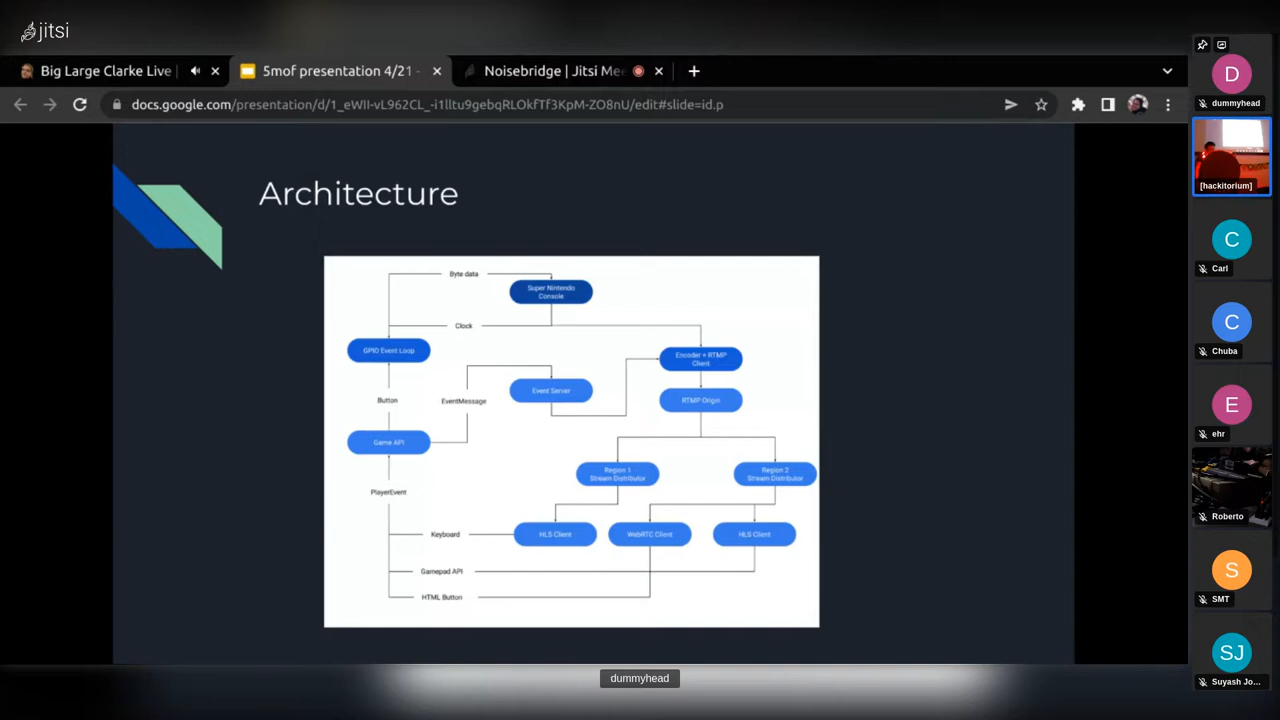 jitsi
Big Large Clarke Live
5mof presentation 4/21 -
Noisebridge | Jitsi Mee
docs.google.com/presentation/d/1_eWII-vL962CL_-i1lltu9gebqRLOkfTf3KpM-ZO8nU/edit#slide=id.p
Architecture
Byte data
Super Nintendo
Console
Clock
GPIO Event Loop
Encoder + RTMP
Client
Button
EventMessage
Event Server
RTMP Origin
Game API
Region 1
Stream Distributor
Region 2
Stream Distributor
PlayerEvent
Keyboard
HLS Client
WebRTC Client
HLS Client
Gamepad API
HTML Button
dummyhead
D
dummyhead
[hackitorium]
C
Carl
C
Chuba
E
ehr
Roberto
S
SMT
SJ
Suyash Jo...